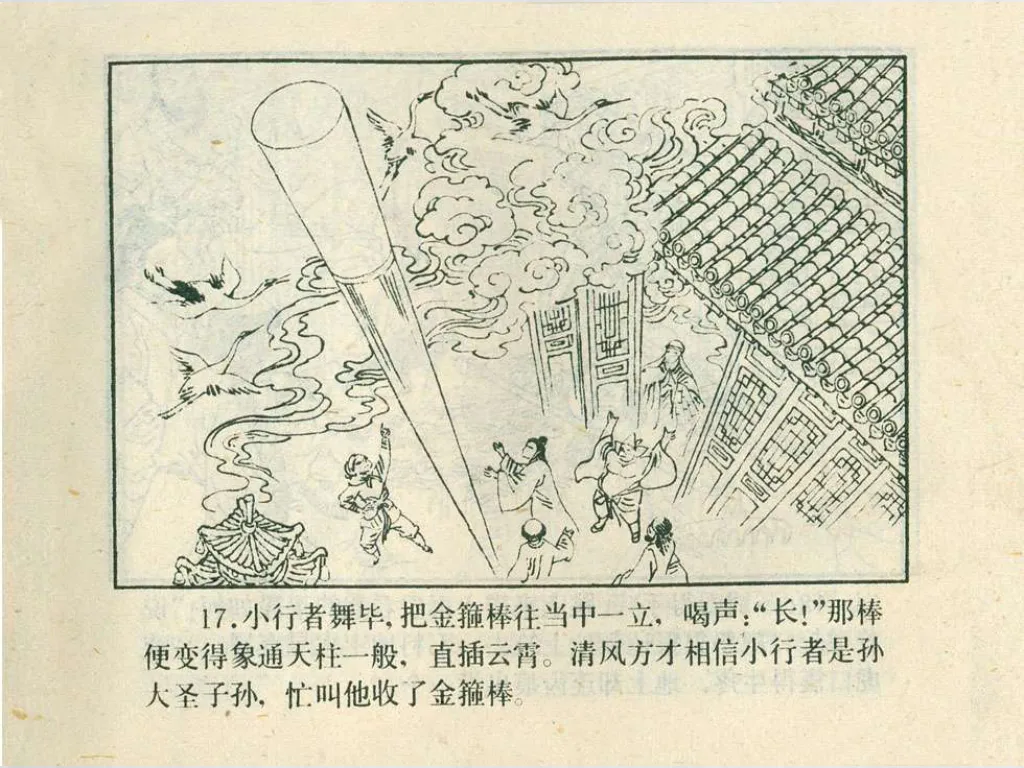 17.小行者舞毕，把金箍棒往当中一立，喝声：“长！”那棒
便变得象通天柱一般，直插云霄。清风方才相信小行者是孙
大圣子孙，忙叫他收了金箍棒。